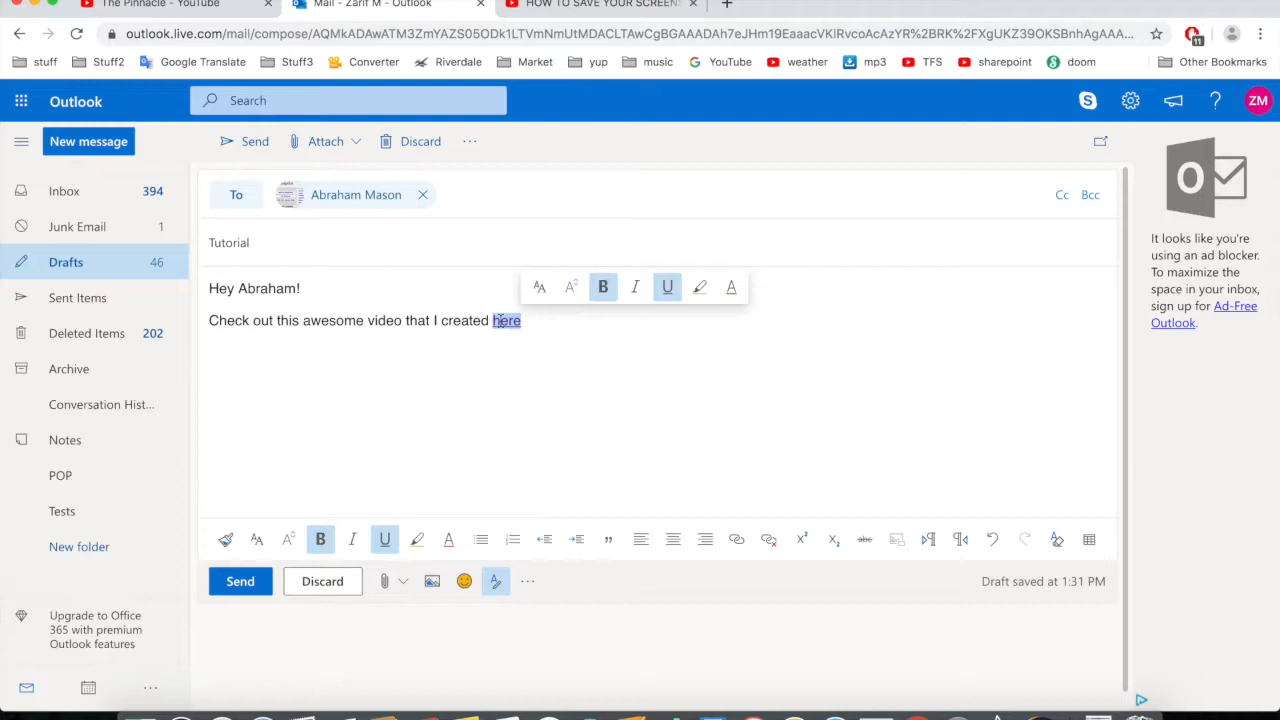 The Pinnacle - YouTube
Mail - Zarif M - Outlook
HOW TO SAVE YOUR SCREENS
outlook.live.com/mail/compose/AQMkADAwATM3ZmYAZS05ODk1LTVmNmUtMDACLTAwCgBGAAADAh7eJHm19EaaacVKlRvcoAcAzYR%2BRK%2FXgUKZ39OKSBnhAgAAA...
11
stuff
Stuff2
Google Translate
Stuff3
Converter
Riverdale
Market
yup
music
YouTube
weather
mp3
TFS
sharepoint
doom
Other Bookmarks
Outlook
Search
ZM
New message
Send
Attach
Discard
Inbox 394
Junk Email 1
Drafts 46
Sent Items
Deleted Items 202
Archive
Conversation Hist...
Notes
POP
Tests
New folder
Upgrade to Office
365 with premium
Outlook features
To
Abraham Mason
Cc
Bcc
Tutorial
Hey Abraham!
Check out this awesome video that I created here
Send
Discard
Draft saved at 1:31 PM
It looks like you're
using an ad blocker.
To maximize the
space in your inbox,
sign up for Ad-Free
Outlook.